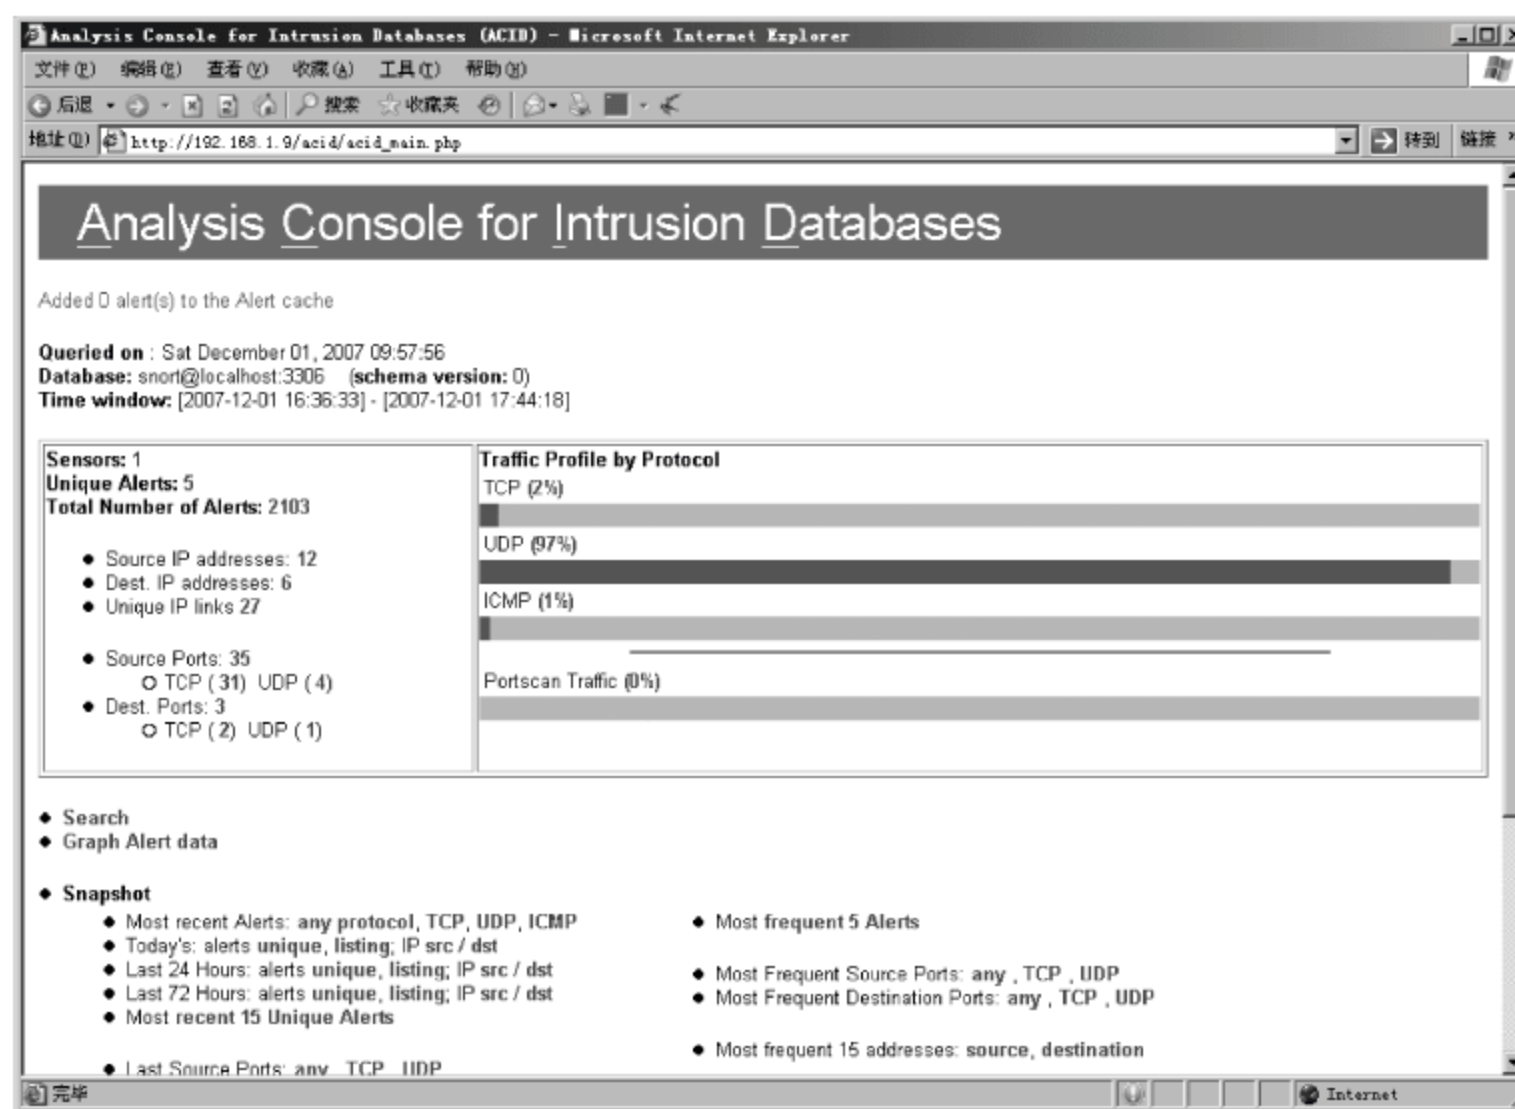 Analysis Console for Intrusion Databases (ACID) - Microsoft Internet Explorer
文件(F) 编辑(E) 查看(V) 收藏(A) 工具(T) 帮助(H)
后退 搜索 收藏夹
地址(D) http://192.168.1.9/acid/acid_main.php 转到 链接 »
Analysis Console for Intrusion Databases
Added 0 alert(s) to the Alert cache
Queried on : Sat December 01, 2007 09:57:56
Database: snort@localhost:3306 (schema version: 0)
Time window: [2007-12-01 16:36:33] - [2007-12-01 17:44:18]
Sensors: 1
Unique Alerts: 5
Total Number of Alerts: 2103
Source IP addresses: 12
Dest. IP addresses: 6
Unique IP links 27
Source Ports: 35
TCP ( 31) UDP ( 4)
Dest. Ports: 3
TCP ( 2) UDP ( 1)
Traffic Profile by Protocol
TCP (2%)
UDP (97%)
ICMP (1%)
Portscan Traffic (0%)
Search
Graph Alert data
Snapshot
Most recent Alerts: any protocol, TCP, UDP, ICMP
Today's: alerts unique, listing; IP src / dst
Last 24 Hours: alerts unique, listing; IP src / dst
Last 72 Hours: alerts unique, listing; IP src / dst
Most recent 15 Unique Alerts
Last Source Ports: any , TCP , UDP
Most frequent 5 Alerts
Most Frequent Source Ports: any , TCP , UDP
Most Frequent Destination Ports: any , TCP , UDP
Most frequent 15 addresses: source, destination
完毕 Internet